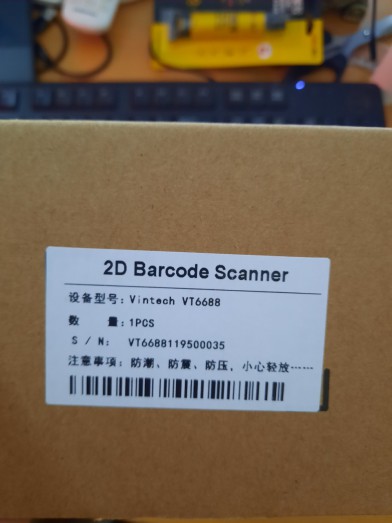 2D Barcode Scanner
设备型号: Vintech VT6688
数 量: 1PCS
S / N: VT6688119500035
注意事項: 防潮、防震、防压, 小心轻放……